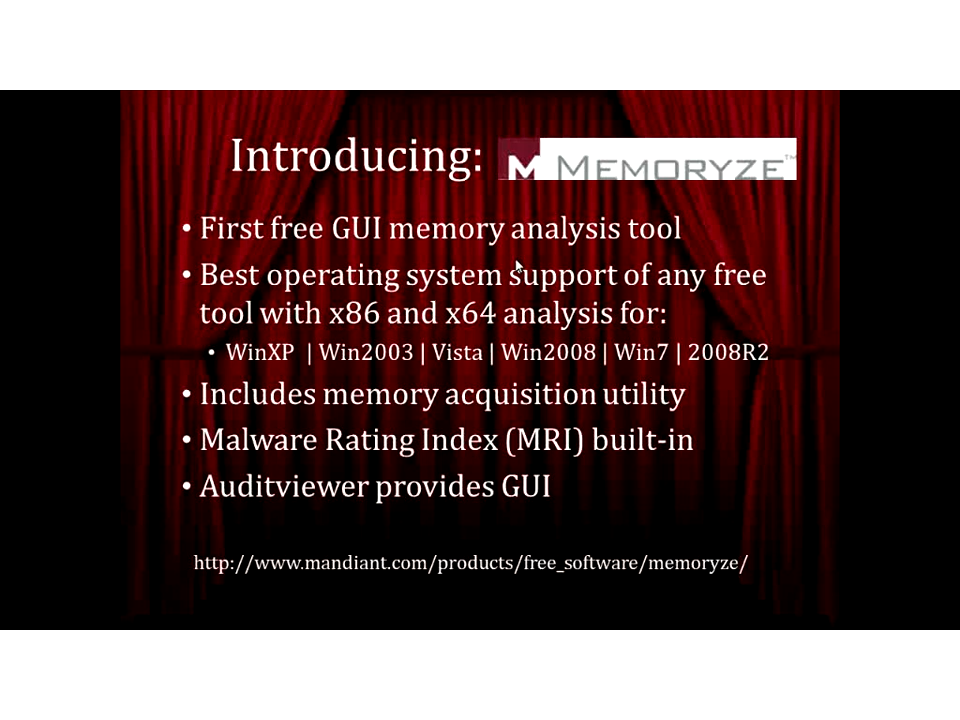 Introducing: M MEMORYZE™
• First free GUI memory analysis tool
• Best operating system support of any free
tool with x86 and x64 analysis for:
• WinXP | Win2003 | Vista | Win2008 | Win7 | 2008R2
• Includes memory acquisition utility
• Malware Rating Index (MRI) built-in
• Auditviewer provides GUI
http://www.mandiant.com/products/free_software/memoryze/